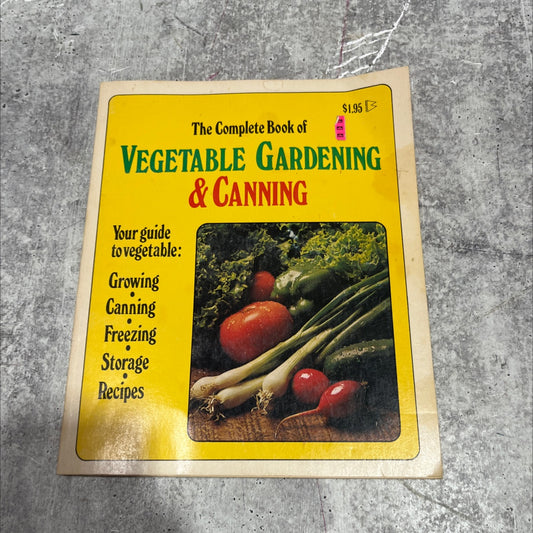 $1.95
The Complete Book of
VEGETABLE GARDENING
& CANNING
Your guide
to vegetable:
Growing
•
Canning
•
Freezing
•
Storage
•
Recipes